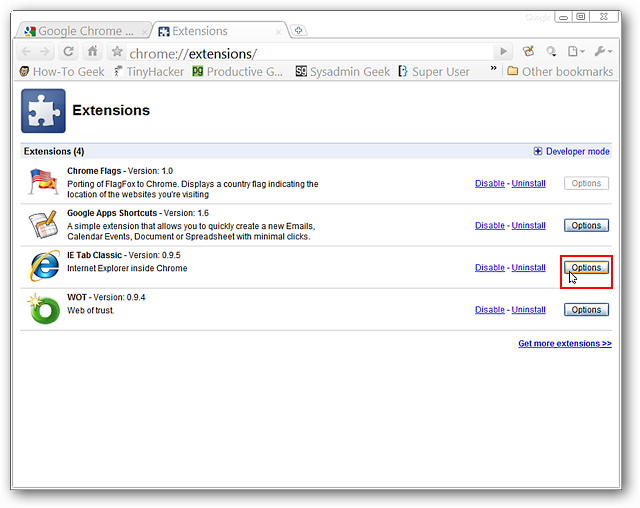 Google
Google Chrome ...
Extensions
chrome://extensions/
How-To Geek
TinyHacker
Productive G...
Sysadmin Geek
Super User
»
Other bookmarks
Extensions
Extensions (4)
Developer mode
Chrome Flags - Version: 1.0
Porting of FlagFox to Chrome. Displays a country flag indicating the
location of the websites you're visiting
Disable - Uninstall
Options
Google Apps Shortcuts - Version: 1.6
A simple extension that allows you to quickly create a new Emails,
Calendar Events, Document or Spreadsheet with minimal clicks.
Disable - Uninstall
Options
IE Tab Classic - Version: 0.9.5
Internet Explorer inside Chrome
Disable - Uninstall
Options
WOT - Version: 0.9.4
Web of trust.
Disable - Uninstall
Options
Get more extensions >>